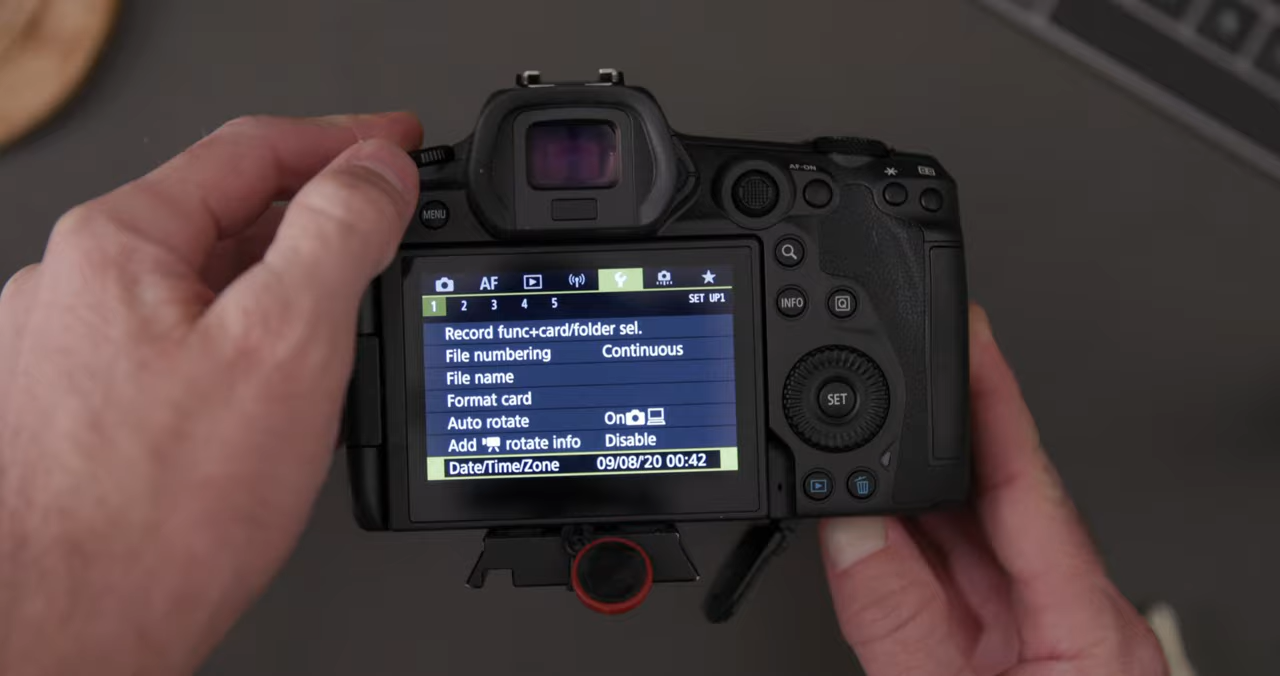 AF-ON
MENU
AF
1 2 3 4 5 SET UP1
Record func+card/folder sel.
File numbering Continuous
File name
Format card
Auto rotate On
Add rotate info Disable
Date/Time/Zone 09/08/'20 00:42
INFO
Q
SET